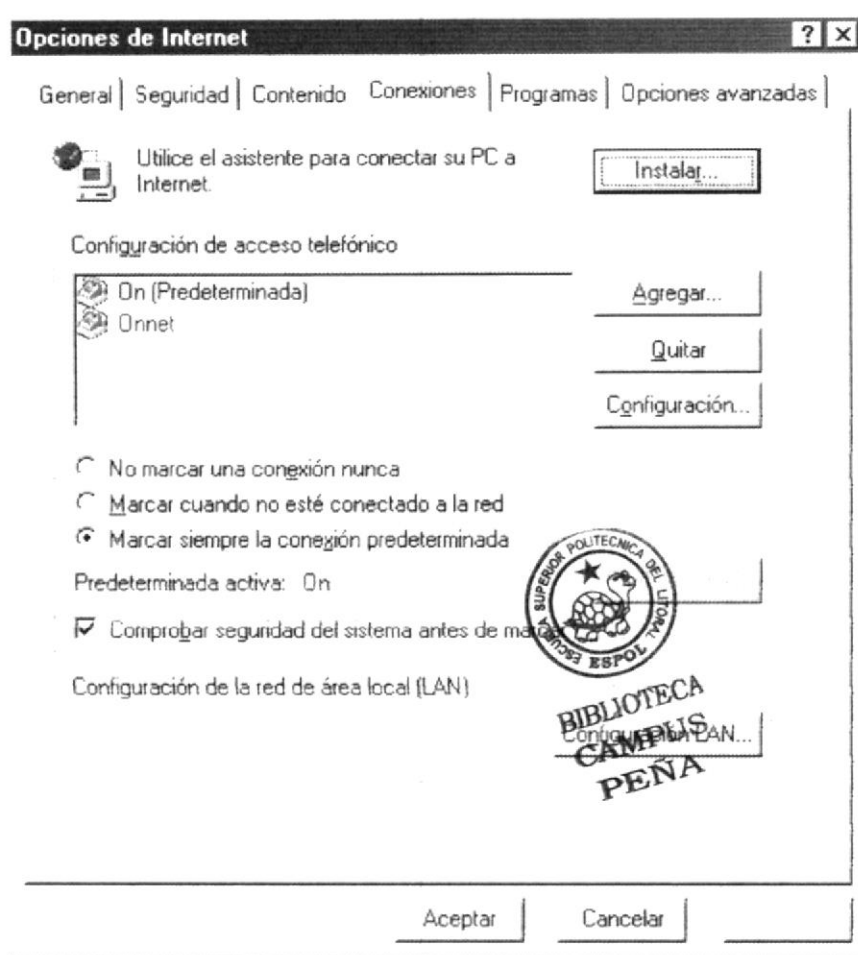 Opciones de Internet
General Seguridad Contenido Conexiones Programas Opciones avanzadas
Utilice el asistente para conectar su PC a
Internet.
Instalar...
Configuración de acceso telefónico
On (Predeterminada)
Onnet
Agregar...
Quitar
Configuración...
No marcar una conexión nunca
Marcar cuando no esté conectado a la red
Marcar siempre la conexión predeterminada
Predeterminada activa: On
Comprobar seguridad del sistema antes de marcar
ESCUELA SUPERIOR POLITECNICA DEL LITORAL
ESPOL
Configuración de la red de área local (LAN)
BIBLIOTECA
Configuración LAN...
CAMPUS
PEÑA
Aceptar Cancelar